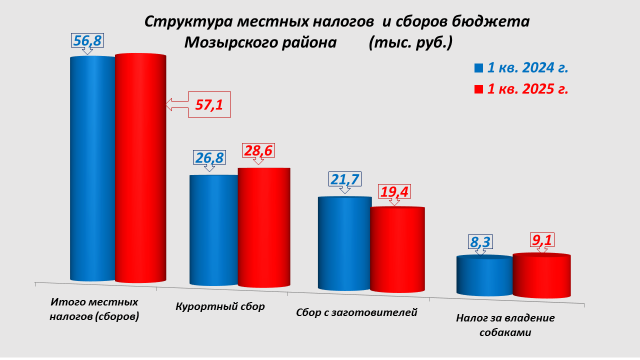 Структура местных налогов и сборов бюджета
Мозырского района (тыс. руб.)
1 кв. 2024 г.
1 кв. 2025 г.
56,8
57,1
26,8
28,6
21,7
19,4
8,3
9,1
Итого местных
налогов (сборов)
Курортный сбор
Сбор с заготовителей
Налог за владение
собаками